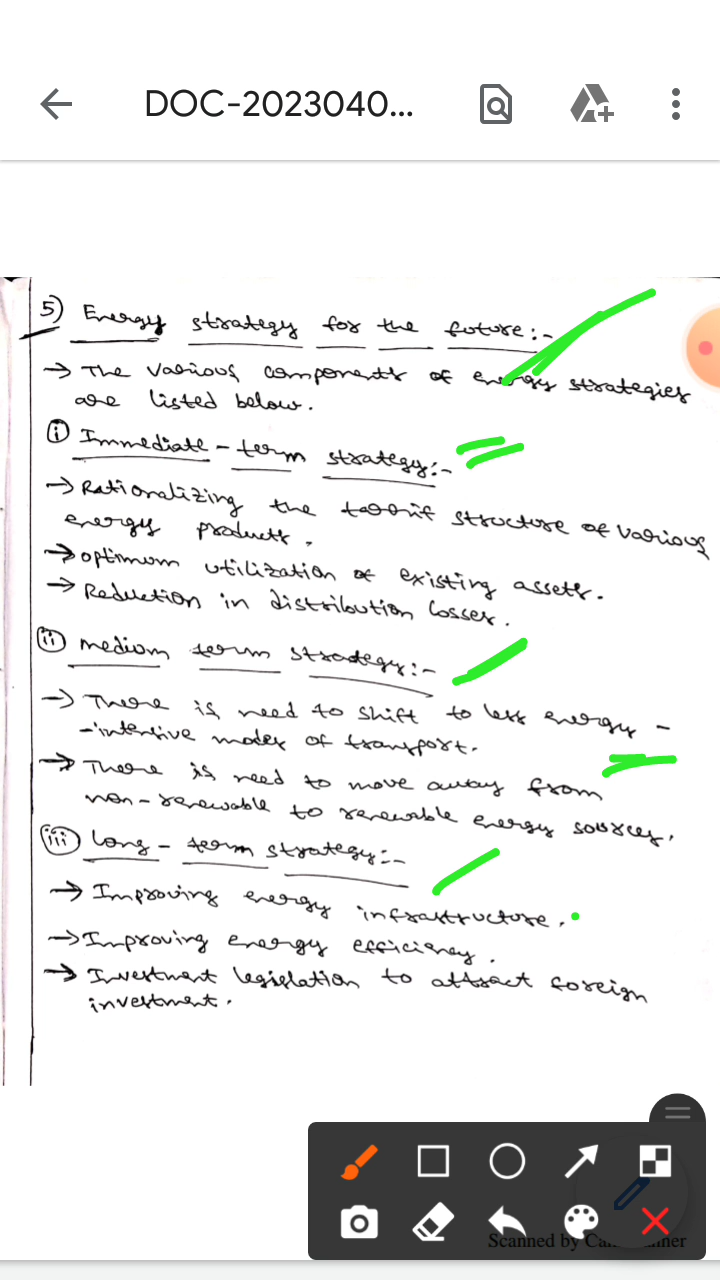 DOC-2023040...
5) Energy strategy for the future:-
→ The various components of energy strategies
are listed below.
(i) Immediate - term strategy:-
→ Rationalizing the tarrif structure of various
energy products.
→ optimum utilization of existing assets.
→ Reduction in distribution losses.
(ii) medium term strategy:-
→ There is need to shift to less energy -
-intensive modes of transport.
→ There is need to move away from
non-renewable to renewable energy sources.
(iii) long - term strategy:--
→ Improving energy infrastructure.
→ Improving energy efficiency.
→ Investment legislation to attract foreign
investment.
Scanned by